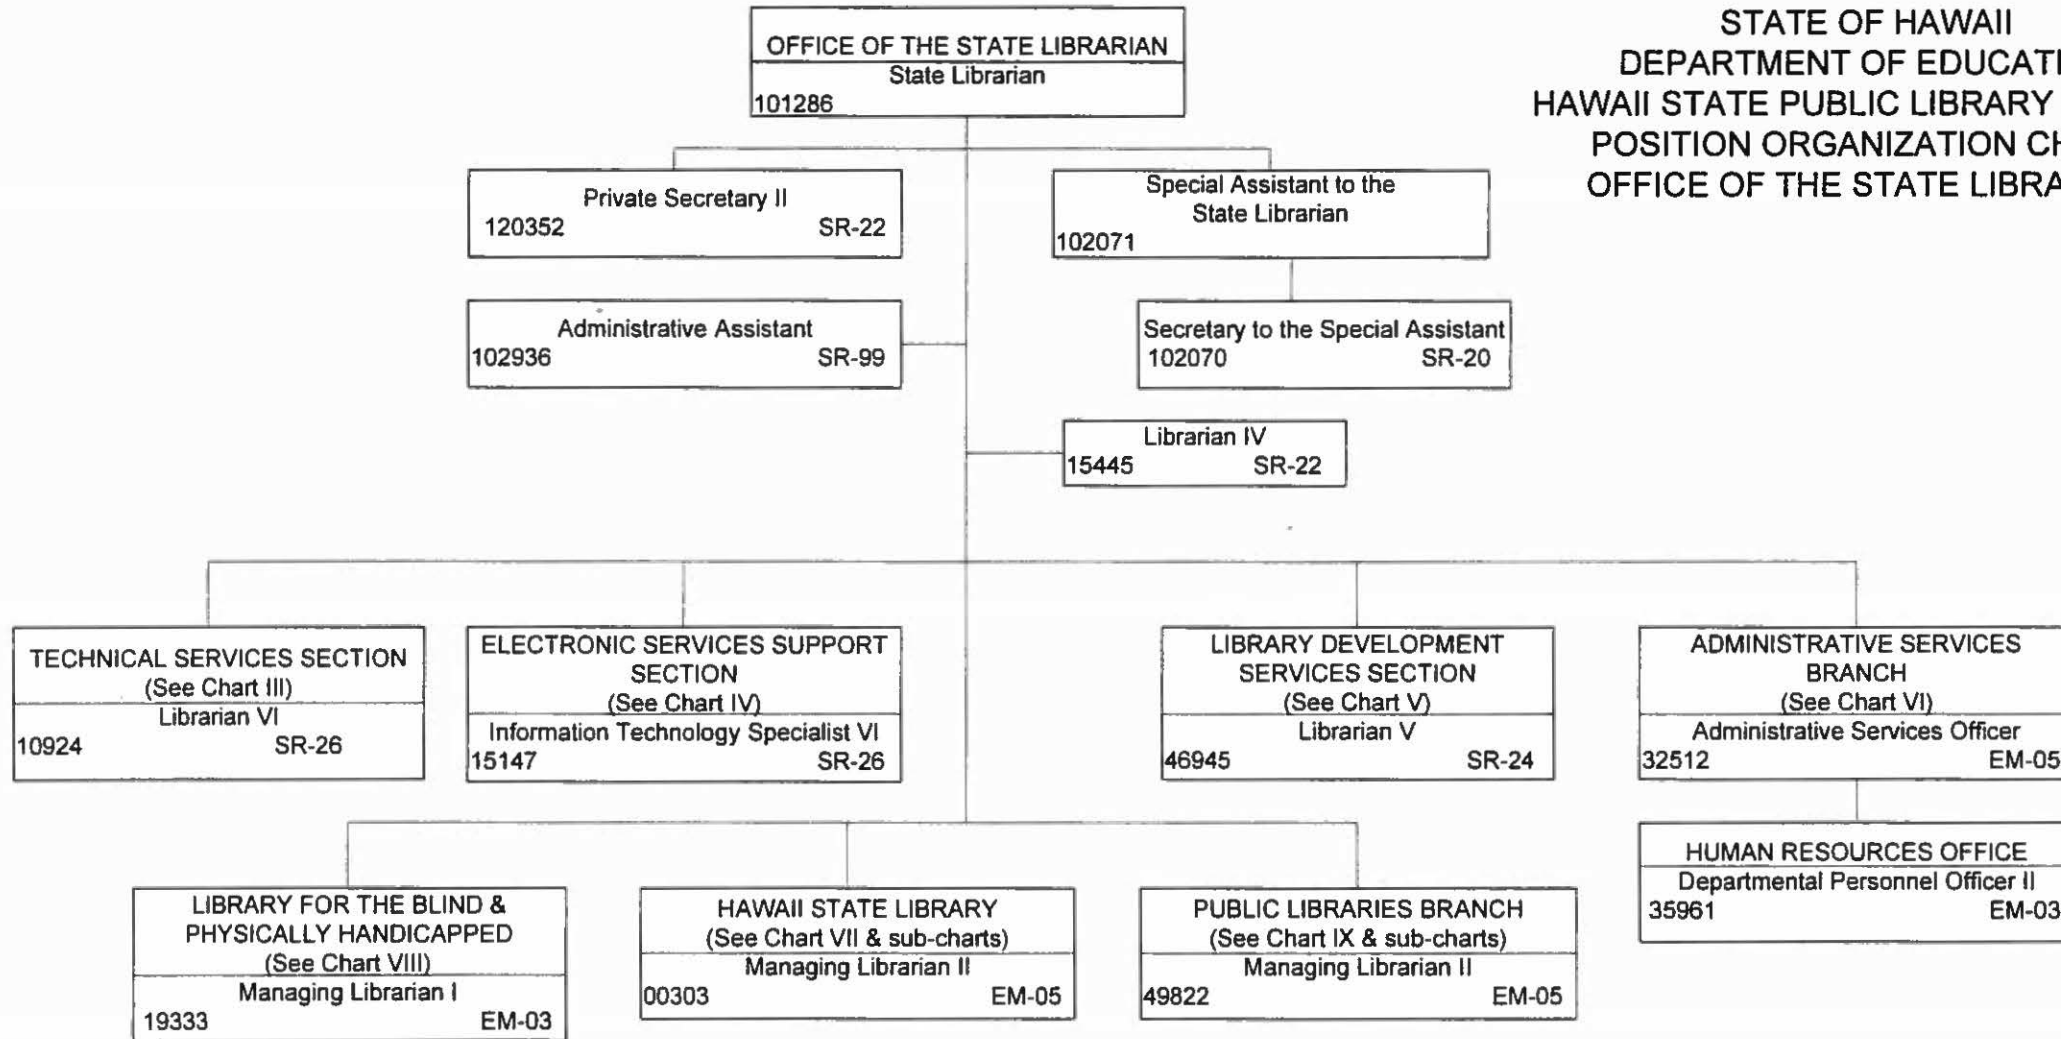 STATE OF HAWAII
DEPARTMENT OF
HAWAII STATE PUBLIC LIBRARY
POSITION ORGANIZATION
OFFICE OF THE STATE
OFFICE OF THE STATE LIBRARIAN
State Librarian
101286
Private Secretary II
120352 SR-22
Special Assistant to the
State Librarian
102071
Administrative Assistant
102936 SR-99
Secretary to the Special Assistant
102070 SR-20
Librarian IV
15445 SR-22
TECHNICAL SERVICES SECTION
(See Chart III)
Librarian VI
10924 SR-26
ELECTRONIC SERVICES SUPPORT
SECTION
(See Chart IV)
Information Technology Specialist VI
15147 SR-26
LIBRARY DEVELOPMENT
SERVICES SECTION
(See Chart V)
Librarian V
46945 SR-24
ADMINISTRATIVE SERVICES
BRANCH
(See Chart VI)
Administrative Services Officer
32512 EM-05
HUMAN RESOURCES OFFICE
Departmental Personnel Officer II
35961 EM-03
LIBRARY FOR THE BLIND &
PHYSICALLY HANDICAPPED
(See Chart VIII)
Managing Librarian I
19333 EM-03
HAWAII STATE LIBRARY
(See Chart VII & sub-charts)
Managing Librarian II
00303 EM-05
PUBLIC LIBRARIES BRANCH
(See Chart IX & sub-charts)
Managing Librarian II
49822 EM-05